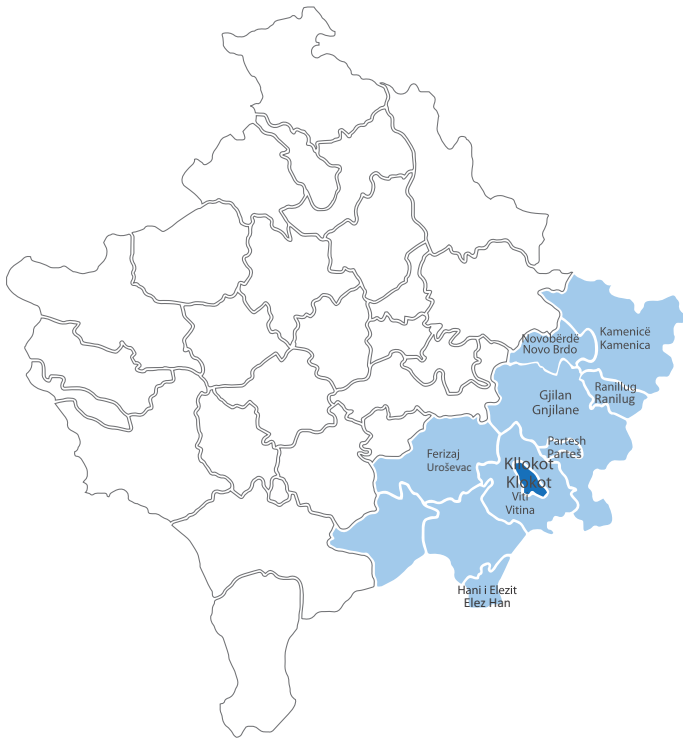 Novobërdë
Novo Brdo
Kamenicë
Kamenica
Ranillug
Ranilug
Gjilan
Gnjilane
Partesh
Parteš
Ferizaj
Uroševac
Kllokot
Klokot
Viti
Vitina
Hani i Elezit
Elez Han